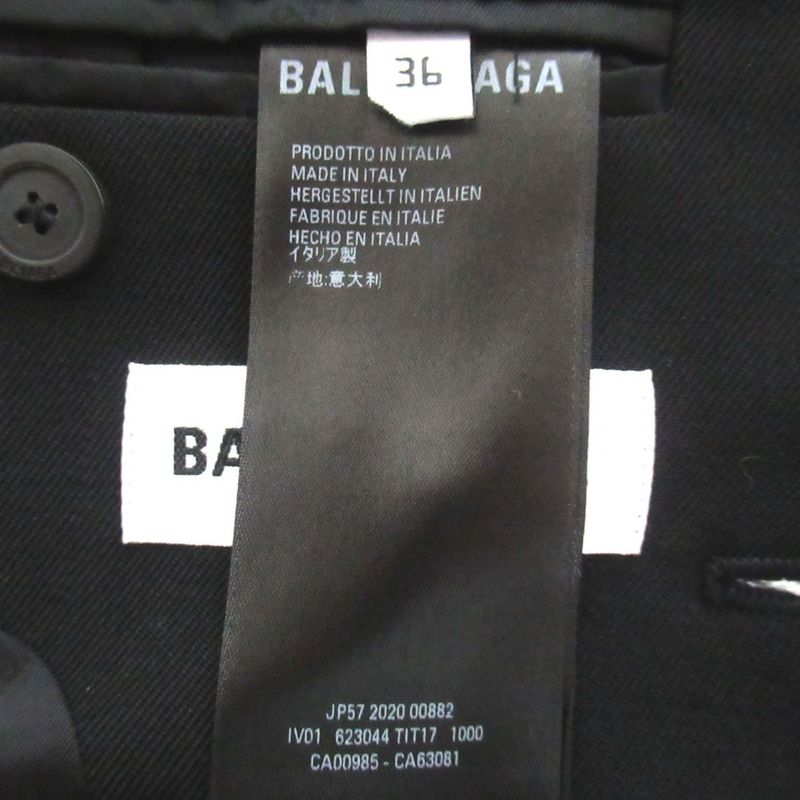 BAL
36
AGA
PRODOTTO IN ITALIA
MADE IN ITALY
HERGESTELLT IN ITALIEN
FABRIQUE EN ITALIE
HECHO EN ITALIA
イタリア製
产地:意大利
BA
JP57 2020 00882
IV01 623044 TIT17 1000
CA00985 - CA63081